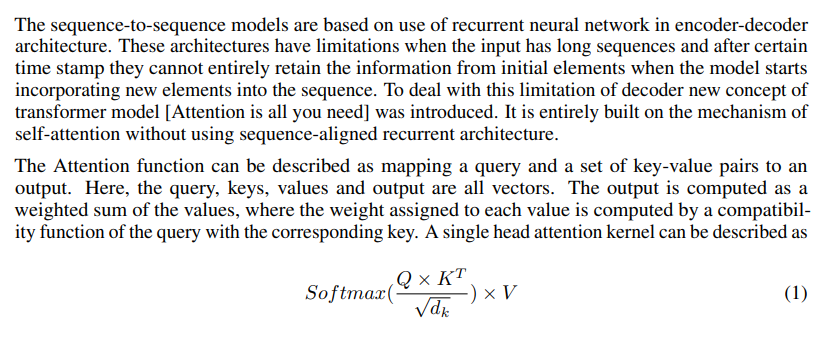 The sequence-to-sequence models are based on use of recurrent neural network in encoder-decoder
architecture. These architectures have limitations when the input has long sequences and after certain
time stamp they cannot entirely retain the information from initial elements when the model starts
incorporating new elements into the sequence. To deal with this limitation of decoder new concept of
transformer model [Attention is all you need] was introduced. It is entirely built on the mechanism of
self-attention without using sequence-aligned recurrent architecture.
The Attention function can be described as mapping a query and a set of key-value pairs to an
output. Here, the query, keys, values and output are all vectors. The output is computed as a
weighted sum of the values, where the weight assigned to each value is computed by a compatibil-
ity function of the query with the corresponding key. A single head attention kernel can be described as
Softmax(\frac{Q × K^T}{\sqrt{d_k}}) × V (1)